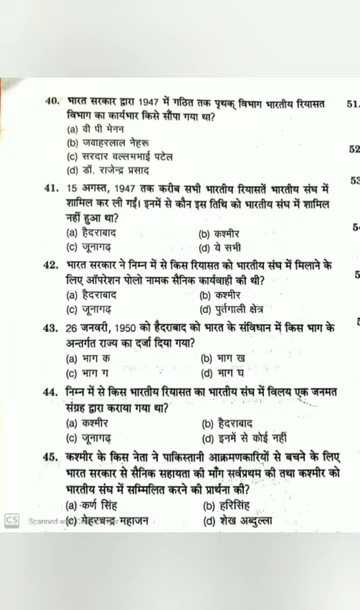 40. भारत सरकार द्वारा 1947 में गठित तक पृथक् विभाग भारतीय रियासत
51.
विभाग का कार्यभार किसे सौंपा गया था?
(a) वी पी मेनन
(b) जवाहरलाल नेहरू
52
(c) सरदार वल्लभभाई पटेल
(d) डॉ. राजेन्द्र प्रसाद
53
41. 15 अगस्त, 1947 तक करीब सभी भारतीय रियासतें भारतीय संघ में
शामिल कर ली गईं। इनमें से कौन इस तिथि को भारतीय संघ में शामिल
नहीं हुआ था?
(a) हैदराबाद (b) कश्मीर
(c) जूनागढ़ (d) ये सभी
42. भारत सरकार ने निम्न में से किस रियासत को भारतीय संघ में मिलाने के
लिए ऑपरेशन पोलो नामक सैनिक कार्यवाही की थी?
(a) हैदराबाद (b) कश्मीर
(c) जूनागढ़ (d) पुर्तगाली क्षेत्र
43. 26 जनवरी, 1950 को हैदराबाद को भारत के संविधान में किस भाग के
अन्तर्गत राज्य का दर्जा दिया गया?
(a) भाग क (b) भाग ख
(c) भाग ग (d) भाग घ
44. निम्न में से किस भारतीय रियासत का भारतीय संघ में विलय एक जनमत
संग्रह द्वारा कराया गया था?
(a) कश्मीर (b) हैदराबाद
(c) जूनागढ़ (d) इनमें से कोई नहीं
45. कश्मीर के किस नेता ने पाकिस्तानी आक्रमणकारियों से बचने के लिए
भारत सरकार से सैनिक सहायता की माँग सर्वप्रथम की तथा कश्मीर को
भारतीय संघ में सम्मिलित करने की प्रार्थना की?
(a) कर्ण सिंह (b) हरिसिंह
(c) मेहरचन्द्र महाजन (d) शेख अब्दुल्ला
CS Scanned